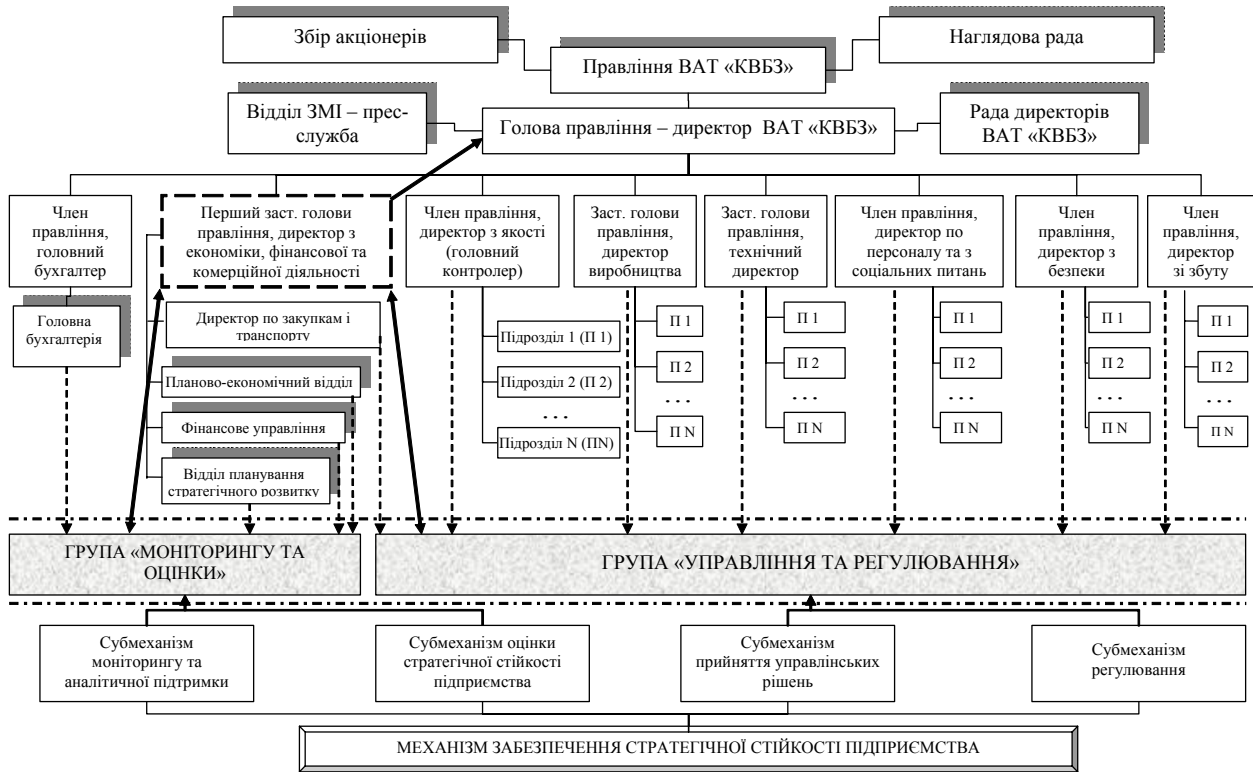 Збір акціонерів
Наглядова рада
Правління ВАТ «КВБЗ»
Відділ ЗМІ – прес-
служба
Голова правління – директор ВАТ «КВБЗ»
Рада директорів
ВАТ «КВБЗ»
Член
правління,
головний
бухгалтер
Перший заст. голови
правління, директор з
економіки, фінансової та
комерційної діяльності
Член правління,
директор з якості
(головний
контролер)
Заст. голови
правління,
директор
виробництва
Заст. голови
правління,
технічний
директор
Член правління,
директор по
персоналу та з
соціальних питань
Член
правління,
директор з
безпеки
Член
правління,
директор
зі збуту
Головна
бухгалтерія
Директор по закупкам і
транспорту
Планово-економічний відділ
Фінансове управління
Відділ планування
стратегічного розвитку
Підрозділ 1 (П 1)
Підрозділ 2 (П 2)
. . .
Підрозділ N (ПN)
П 1
П 2
. . .
П N
П 1
П 2
. . .
П N
П 1
П 2
. . .
П N
П 1
П 2
. . .
П N
П 1
П 2
. . .
П N
ГРУПА «МОНІТОРИНГУ ТА
ОЦІНКИ»
ГРУПА «УПРАВЛІННЯ ТА РЕГУЛЮВАННЯ»
Субмеханізм
моніторингу та
аналітичної підтримки
Субмеханізм оцінки
стратегічної стійкості
підприємства
Субмеханізм
прийняття управлінських
рішень
Субмеханізм
регулювання
МЕХАНІЗМ ЗАБЕЗПЕЧЕННЯ СТРАТЕГІЧНОЇ СТІЙКОСТІ ПІДПРИЄМСТВА